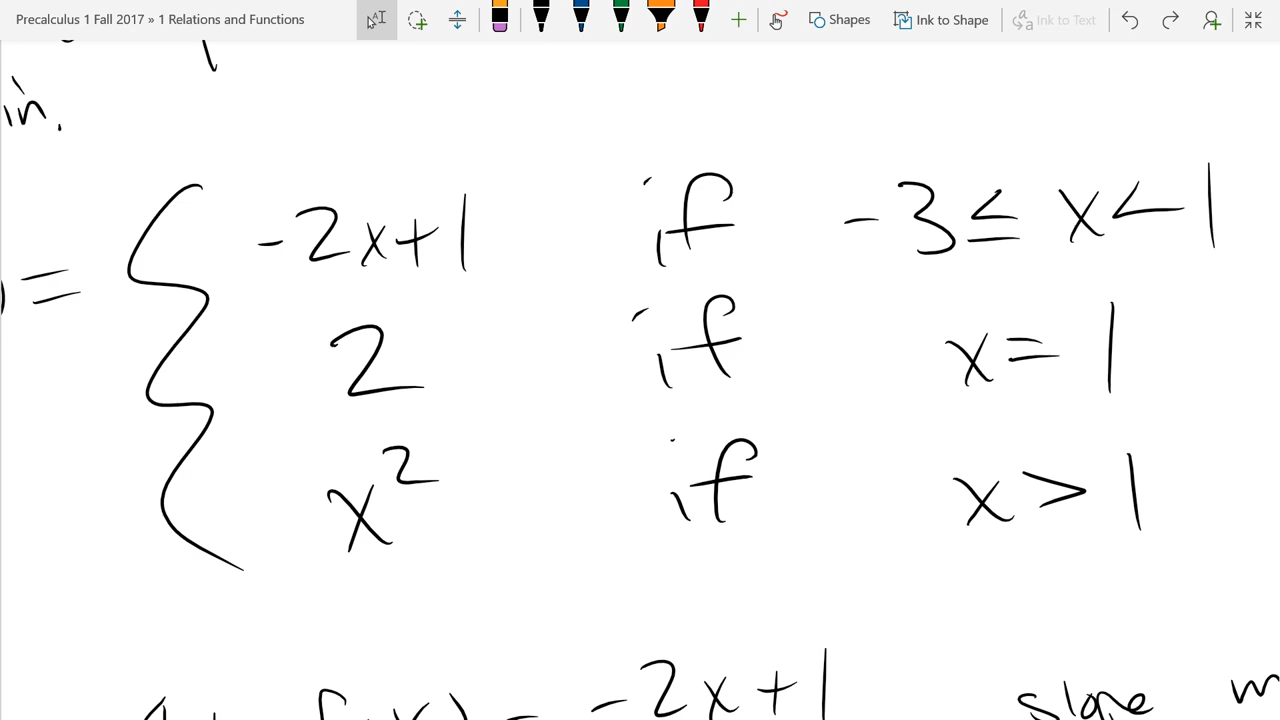 Precalculus 1 Fall 2017 » 1 Relations and Functions
Shapes
Ink to Shape
Ink to Text
in.
) = { -2x+1 if -3 ≤ x < 1
2 if x = 1
x² if x > 1
= -2x+1 slope